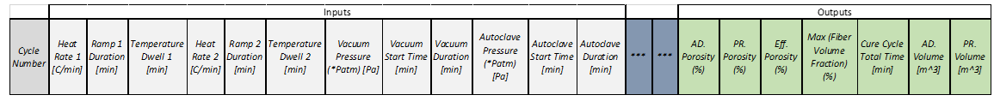 Inputs
Outputs
Cycle
Number
Heat
Rate 1
[C/min]
Ramp 1
Duration
[min]
Temperature
Dwell 1
[min]
Heat
Rate 2
[C/min]
Ramp 2
Duration
[min]
Temperature
Dwell 2
[min]
Vacuum
Pressure
(*Patm) [Pa]
Vacuum
Start Time
[min]
Vacuum
Duration
[min]
Autoclave
Pressure
(*Patm)
[Pa]
Autoclave
Start Time
[min]
Autoclave
Duration
[min]
...
...
AD.
Porosity
(%)
PR.
Porosity
(%)
Eff.
Porosity
(%)
Max (Fiber
Volume
Fraction)
(%)
Cure Cycle
Total Time
[min]
AD.
Volume
[m^3]
PR.
Volume
[m^3]